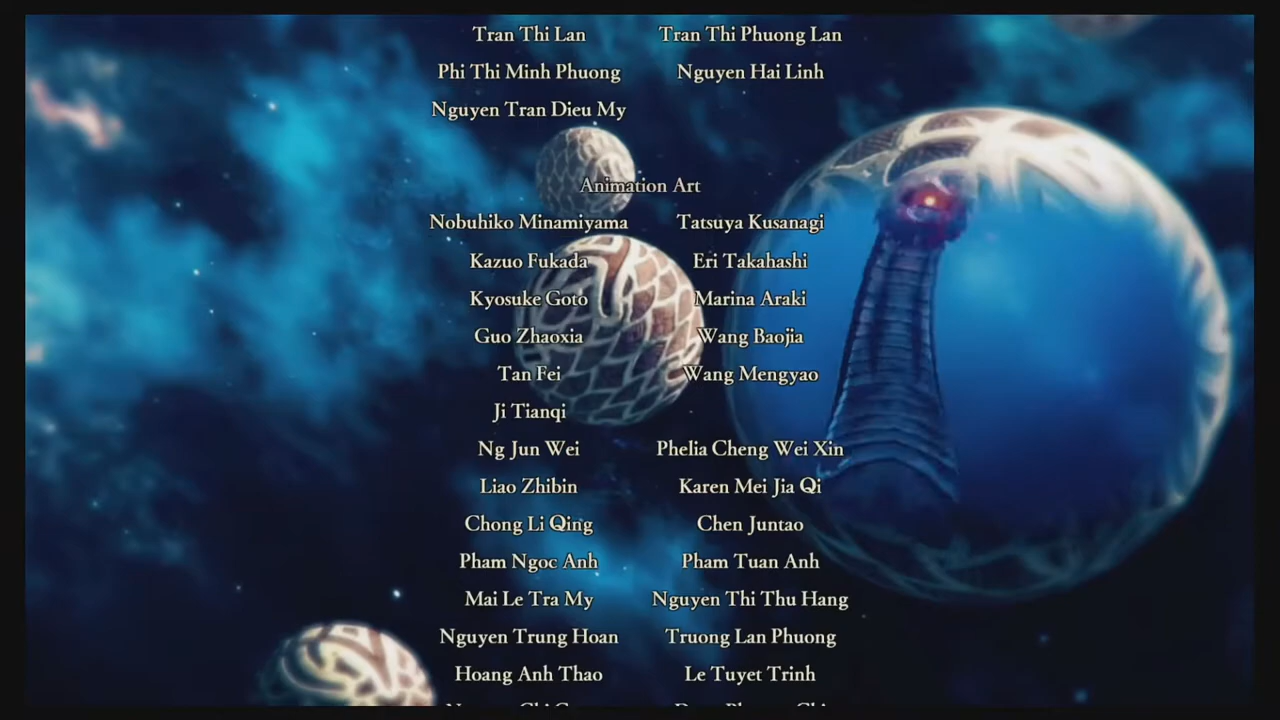 Tran Thi Lan Tran Thi Phuong Lan
Phi Thi Minh Phuong Nguyen Hai Linh
Nguyen Tran Dieu My
Animation Art
Nobuhiko Minamiyama Tatsuya Kusanagi
Kazuo Fukada Eri Takahashi
Kyosuke Goto Marina Araki
Guo Zhaoxia Wang Baojia
Tan Fei Wang Mengyao
Ji Tianqi
Ng Jun Wei Phelia Cheng Wei Xin
Liao Zhibin Karen Mei Jia Qi
Chong Li Qing Chen Juntao
Pham Ngoc Anh Pham Tuan Anh
Mai Le Tra My Nguyen Thi Thu Hang
Nguyen Trung Hoan Truong Lan Phuong
Hoang Anh Thao Le Tuyet Trinh